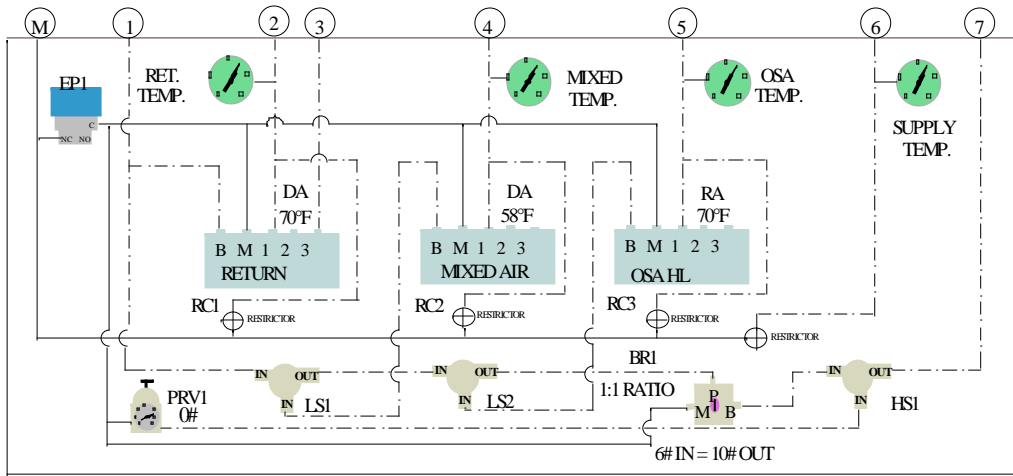 M 1 2 3 4 5 6 7
EP1
RET.
TEMP.
MIXED
TEMP.
OSA
TEMP.
SUPPLY
TEMP.
C
NC NO
DA
70°F
DA
58°F
RA
70°F
B M 1 2 3
RETURN
B M 1 2 3
MIXED AIR
B M 1 2 3
OSA HL
RC1
RESTRICTOR
RC2
RESTRICTOR
RC3
RESTRICTOR
RESTRICTOR
PRV1
0#
IN OUT
IN
LS1
IN OUT
IN
LS2
BR1
1:1 RATIO
P
M B
6# IN = 10# OUT
IN OUT
IN
HS1